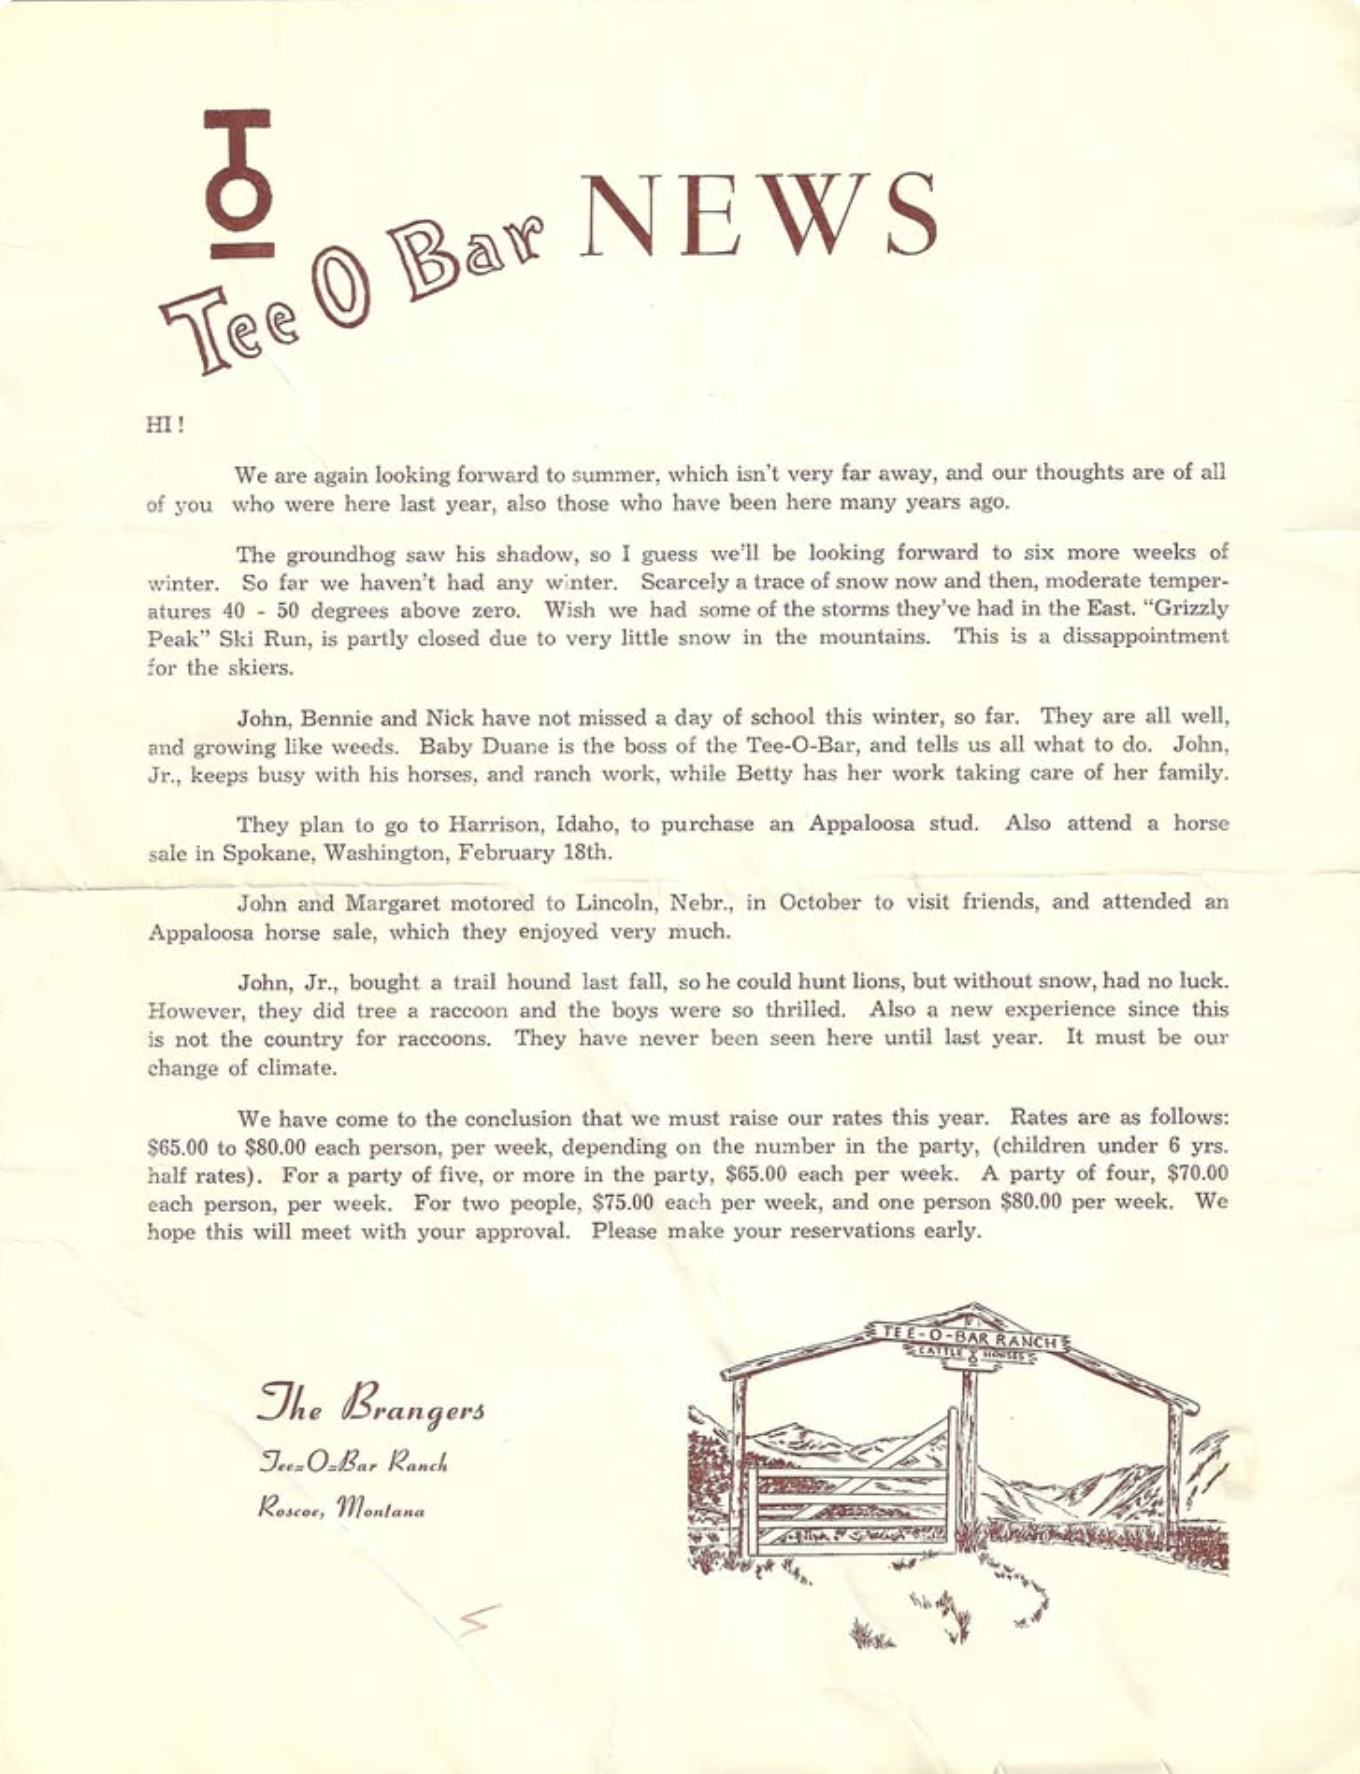 TO
Tee O Bar NEWS
HI!
We are again looking forward to summer, which isn't very far away, and our thoughts are of all
of you who were here last year, also those who have been here many years ago.
The groundhog saw his shadow, so I guess we'll be looking forward to six more weeks of
winter. So far we haven't had any winter. Scarcely a trace of snow now and then, moderate temper-
atures 40 - 50 degrees above zero. Wish we had some of the storms they've had in the East. "Grizzly
Peak" Ski Run, is partly closed due to very little snow in the mountains. This is a dissappointment
for the skiers.
John, Bennie and Nick have not missed a day of school this winter, so far. They are all well,
and growing like weeds. Baby Duane is the boss of the Tee-O-Bar, and tells us all what to do. John,
Jr., keeps busy with his horses, and ranch work, while Betty has her work taking care of her family.
They plan to go to Harrison, Idaho, to purchase an Appaloosa stud. Also attend a horse
sale in Spokane, Washington, February 18th.
John and Margaret motored to Lincoln, Nebr., in October to visit friends, and attended an
Appaloosa horse sale, which they enjoyed very much.
John, Jr., bought a trail hound last fall, so he could hunt lions, but without snow, had no luck.
However, they did tree a raccoon and the boys were so thrilled. Also a new experience since this
is not the country for raccoons. They have never been seen here until last year. It must be our
change of climate.
We have come to the conclusion that we must raise our rates this year. Rates are as follows:
$65.00 to $80.00 each person, per week, depending on the number in the party, (children under 6 yrs.
half rates). For a party of five, or more in the party, $65.00 each per week. A party of four, $70.00
each person, per week. For two people, $75.00 each per week, and one person $80.00 per week. We
hope this will meet with your approval. Please make your reservations early.
TEE-O-BAR RANCH
CATTLE HORSES
The Brangers
Tee=O=Bar Ranch
Roscoe, Montana